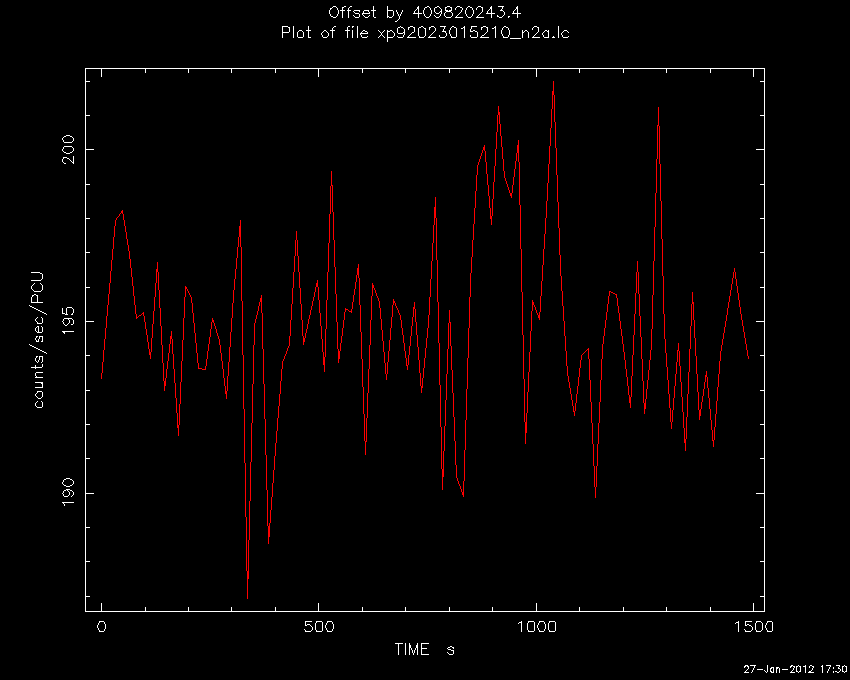 Offset by 409820243.4
Plot of file xp92023015210_n2a.lc
200
195
190
counts/sec/PCU
0 500 1000 1500
TIME s
27-Jan-2012 17:30